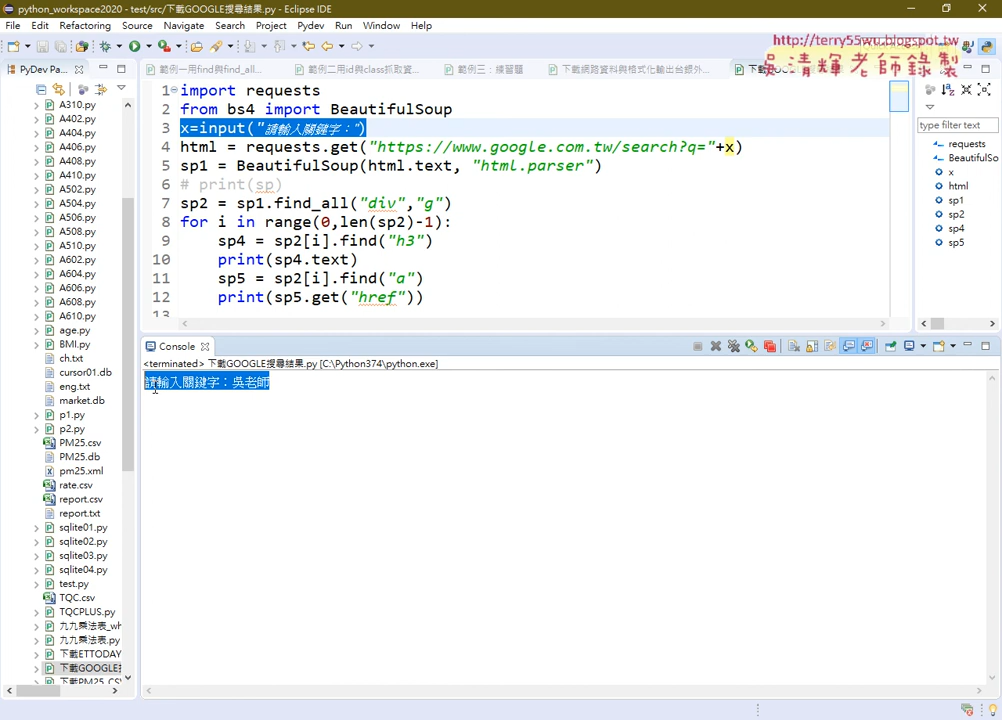 python_workspace2020 - test/src/下載GOOGLE搜尋結果.py - Eclipse IDE
File Edit Refactoring Source Navigate Search Project Pydev Run Window Help
http://terry55wu.blogspot.tw
吳清輝老師錄製
PyDev Pa...
範例一用find與find_all...
範例二用id與class抓取資...
範例三：練習題
下載網路資料與格式化輸出台銀外...
A310.py
A402.py
A404.py
A406.py
A408.py
A410.py
A502.py
A504.py
A506.py
A508.py
A510.py
A602.py
A604.py
A606.py
A608.py
A610.py
age.py
BMI.py
ch.txt
cursor01.db
eng.txt
market.db
p1.py
p2.py
PM25.csv
PM25.db
pm25.xml
rate.csv
report.csv
report.txt
sqlite01.py
sqlite02.py
sqlite03.py
sqlite04.py
test.py
TQC.csv
TQCPLUS.py
九九乘法表_wh
九九乘法表.py
下載ETTODAY
下載GOOGLE搜
下載PM25_CS
1 import requests
2 from bs4 import BeautifulSoup
3 x=input("請輸入關鍵字：")
4 html = requests.get("https://www.google.com.tw/search?q="+x)
5 sp1 = BeautifulSoup(html.text, "html.parser")
6 # print(sp)
7 sp2 = sp1.find_all("div","g")
8 for i in range(0,len(sp2)-1):
9 sp4 = sp2[i].find("h3")
10 print(sp4.text)
11 sp5 = sp2[i].find("a")
12 print(sp5.get("href"))
13
type filter text
requests
BeautifulSo
x
html
sp1
sp2
sp4
sp5
Console
<terminated> 下載GOOGLE搜尋結果.py [C:\Python374\python.exe]
請輸入關鍵字：吳老師